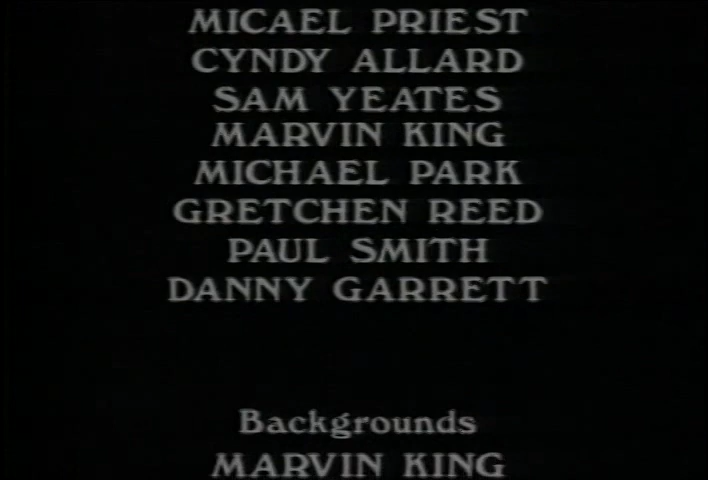 MICAEL PRIEST
CYNDY ALLARD
SAM YEATES
MARVIN KING
MICHAEL PARK
GRETCHEN REED
PAUL SMITH
DANNY GARRETT
Backgrounds
MARVIN KING